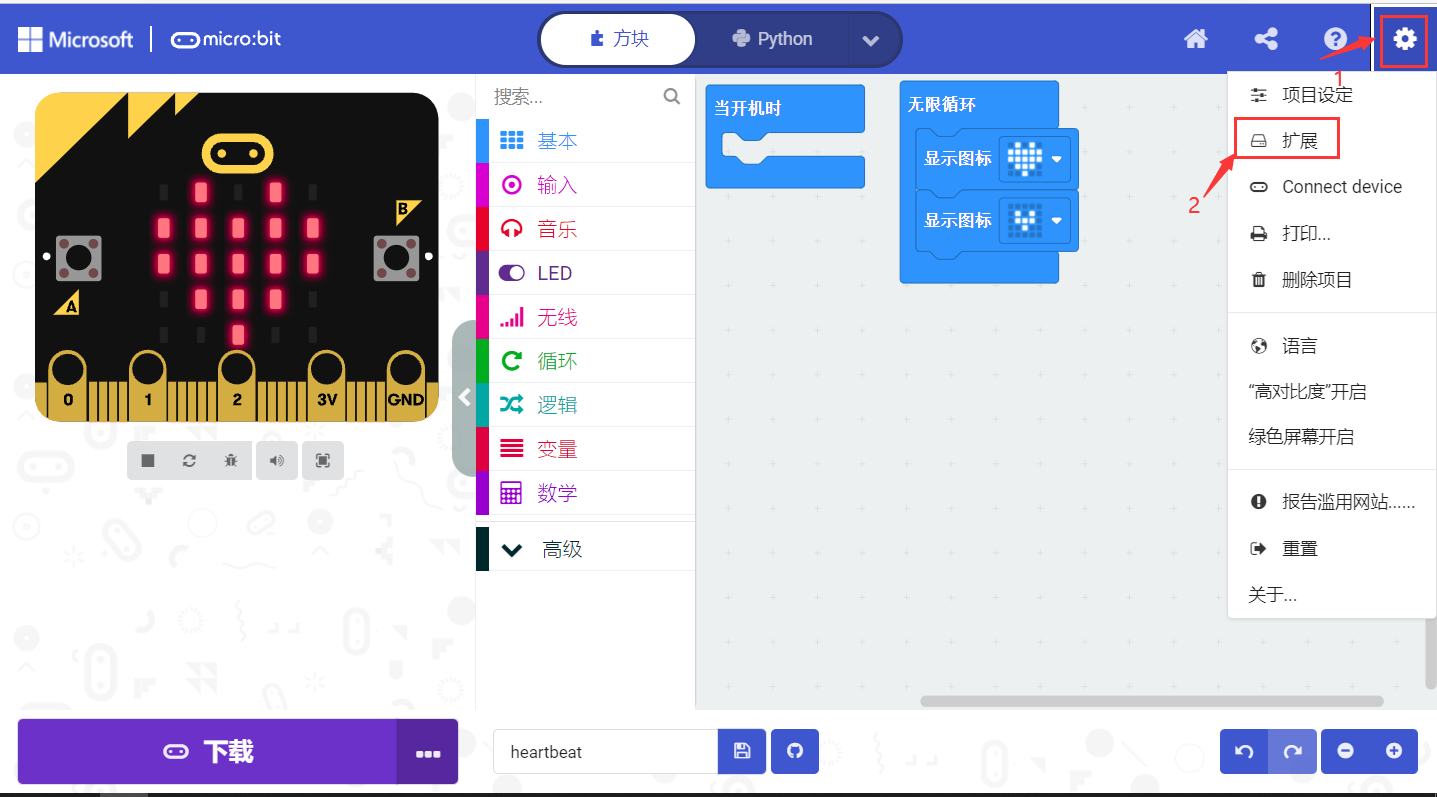 Microsoft
micro:bit
方块
Python
1
项目设定
扩展
2
Connect device
打印...
删除项目
语言
“高对比度”开启
绿色屏幕开启
报告滥用网站......
重置
关于...
B
A
0
1
2
3V
GND
搜索...
基本
输入
音乐
LED
无线
循环
逻辑
变量
数学
高级
当开机时
无限循环
显示图标
显示图标
下载
heartbeat